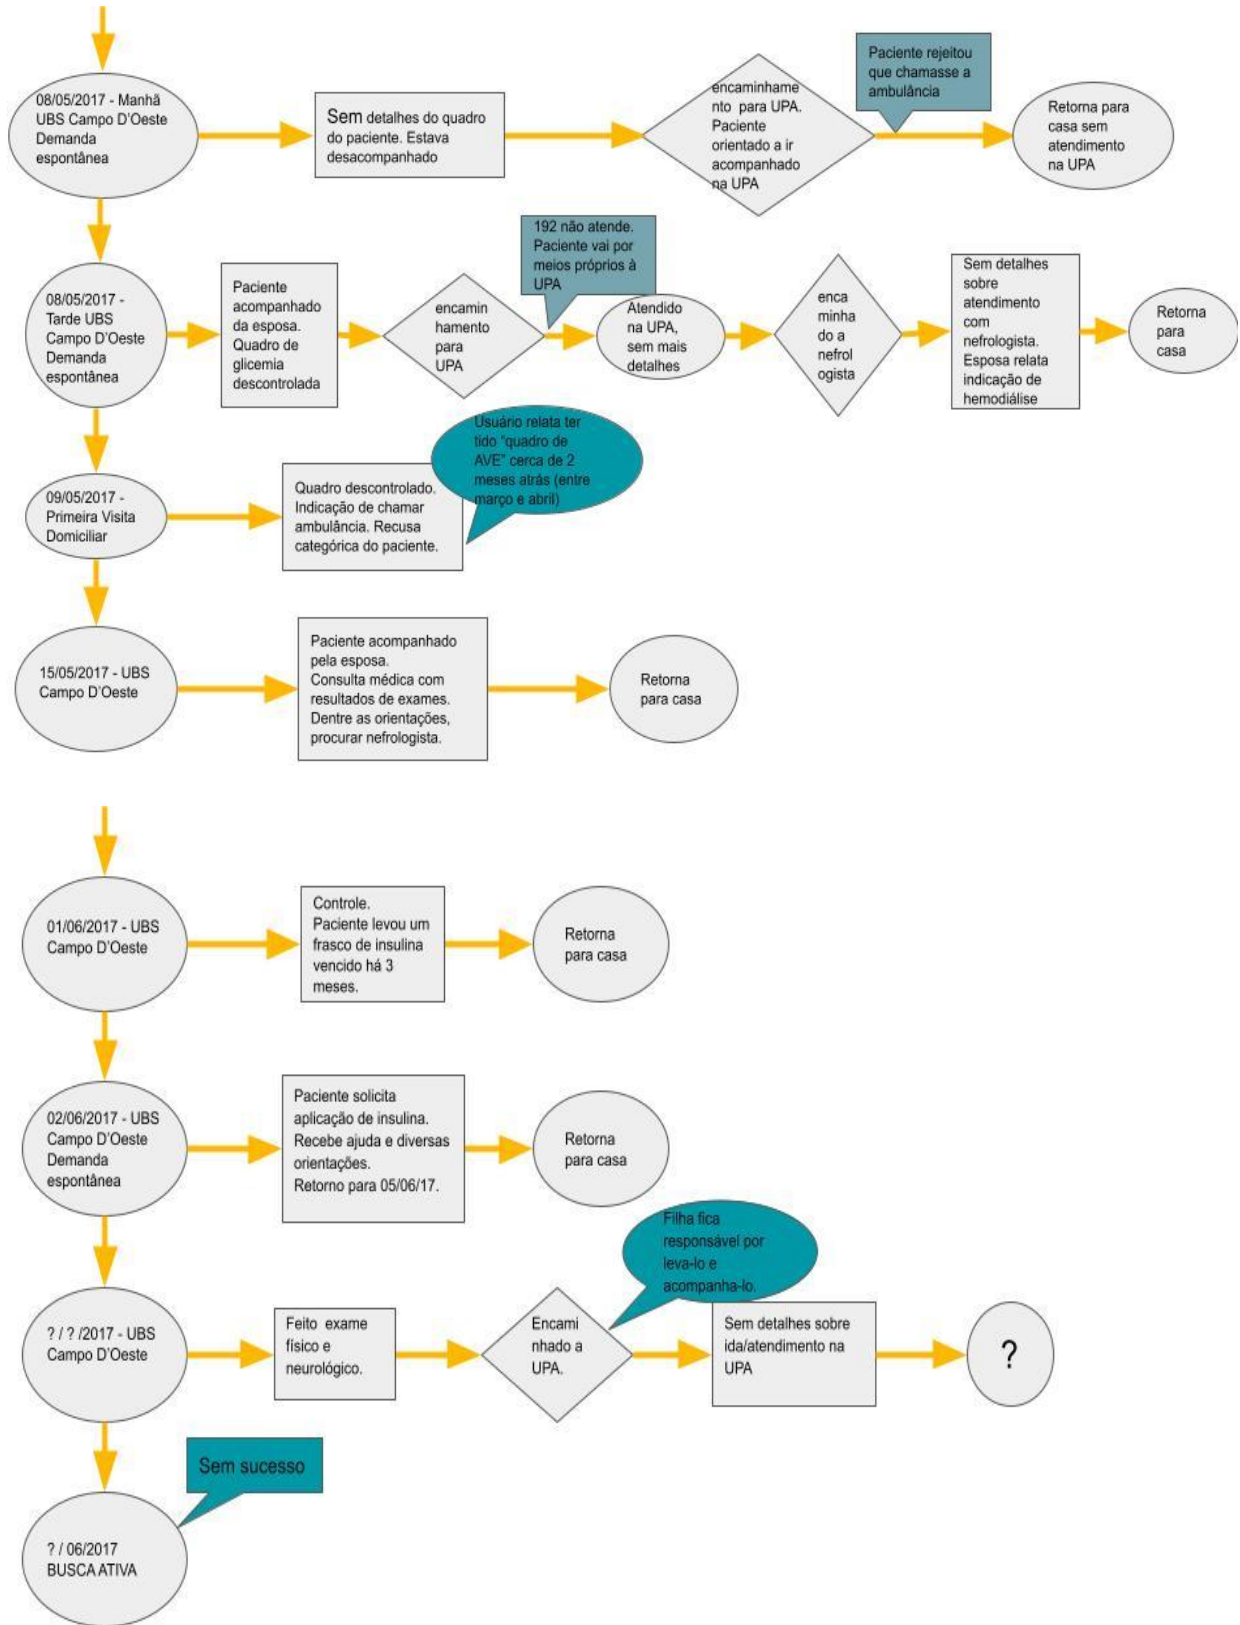 08/05/2017 - Manhã
UBS Campo D'Oeste
Demanda
espontânea
Sem detalhes do quadro
do paciente. Estava
desacompanhado
encaminhame
nto para UPA.
Paciente
orientado a ir
acompanhado
na UPA
Paciente rejeitou
que chamasse a
ambulância
Retorna para
casa sem
atendimento
na UPA
08/05/2017 -
Tarde UBS
Campo D'Oeste
Demanda
espontânea
Paciente
acompanhado
da esposa.
Quadro de
glicemia
descontrolada
encamin
hamento
para
UPA
192 não atende.
Paciente vai por
meios próprios à
UPA
Atendido
na UPA,
sem mais
detalhes
enca
minha
do a
nefrol
ogista
Sem detalhes
sobre
atendimento
com
nefrologista.
Esposa relata
indicação de
hemodiálise
Retorna
para
casa
09/05/2017 -
Primeira Visita
Domiciliar
Quadro descontrolado.
Indicação de chamar
ambulância. Recusa
categórica do paciente.
Usuário relata ter
tido "quadro de
AVE" cerca de 2
meses atrás (entre
março e abril)
15/05/2017 - UBS
Campo D'Oeste
Paciente acompanhado
pela esposa.
Consulta médica com
resultados de exames.
Dentre as orientações,
procurar nefrologista.
Retorna
para casa
01/06/2017 - UBS
Campo D'Oeste
Controle.
Paciente levou um
frasco de insulina
vencido há 3
meses.
Retorna
para casa
02/06/2017 - UBS
Campo D'Oeste
Demanda
espontânea
Paciente solicita
aplicação de insulina.
Recebe ajuda e diversas
orientações.
Retorno para 05/06/17.
Retorna
para casa
? / ? /2017 - UBS
Campo D'Oeste
Feito exame
físico e
neurológico.
Encami
nhado a
UPA.
Filha fica
responsável por
leva-lo e
acompanha-lo.
Sem detalhes sobre
ida/atendimento na
UPA
?
? / 06/2017
BUSCA ATIVA
Sem sucesso